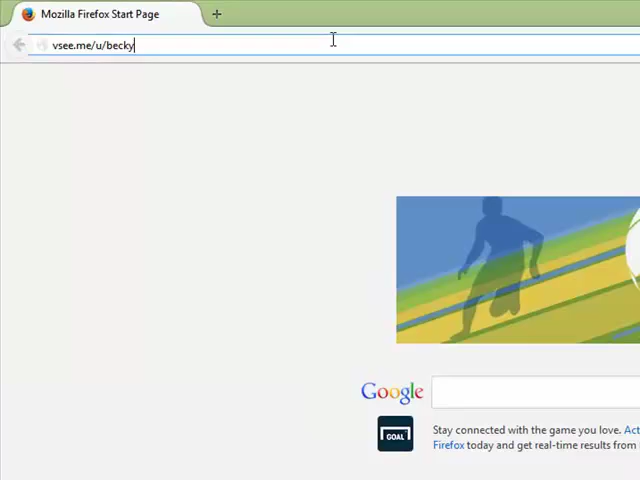 Mozilla Firefox Start Page
vsee.me/u/becky
Google
GOAL
Stay connected with the game you love. Act
Firefox today and get real-time results from